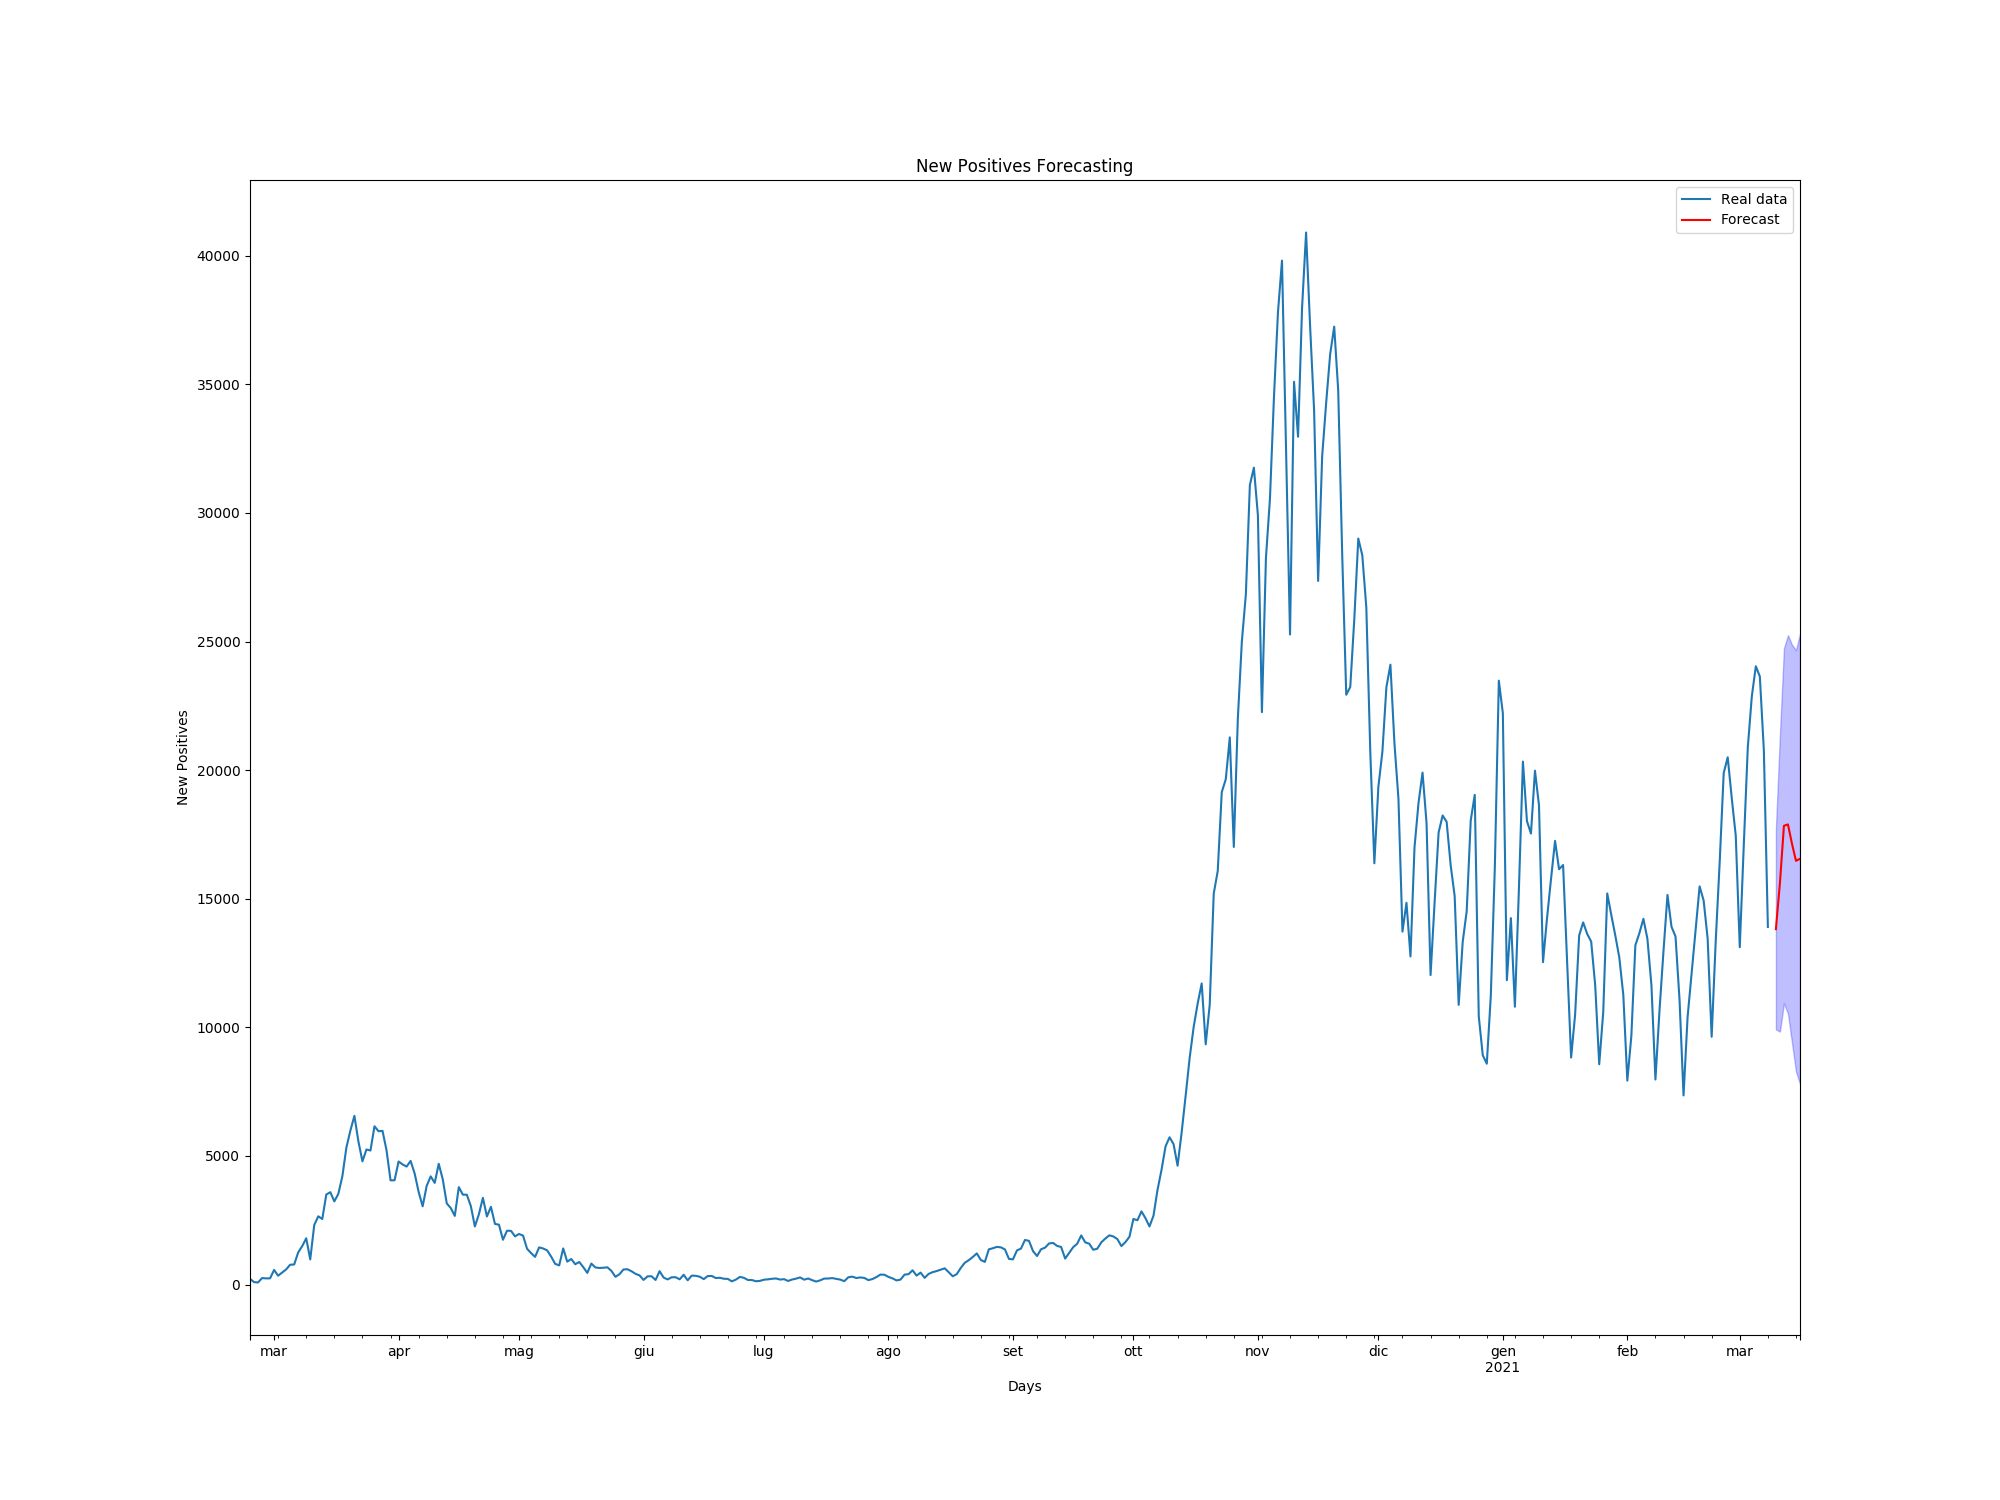 New Positives Forecasting
Real data
Forecast
40000
35000
30000
25000
20000
15000
10000
5000
0
New Positives
mar apr mag giu lug ago set ott nov dic gen feb mar
2021
Days